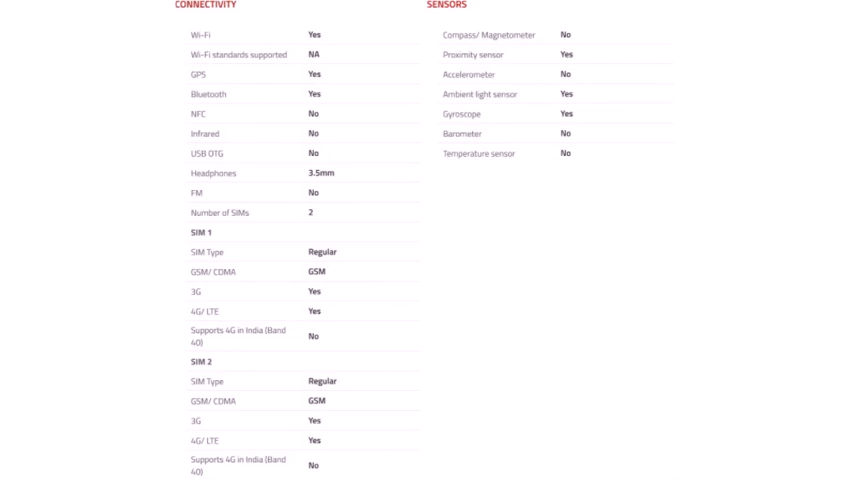 CONNECTIVITY
Wi-Fi Yes
Wi-Fi standards supported NA
GPS Yes
Bluetooth Yes
NFC No
Infrared No
USB OTG No
Headphones 3.5mm
FM No
Number of SIMs 2
SIM 1
SIM Type Regular
GSM/ CDMA GSM
3G Yes
4G/ LTE Yes
Supports 4G in India (Band
40) No
SIM 2
SIM Type Regular
GSM/ CDMA GSM
3G Yes
4G/ LTE Yes
Supports 4G in India (Band
40) No
SENSORS
Compass/ Magnetometer No
Proximity sensor Yes
Accelerometer No
Ambient light sensor Yes
Gyroscope Yes
Barometer No
Temperature sensor No